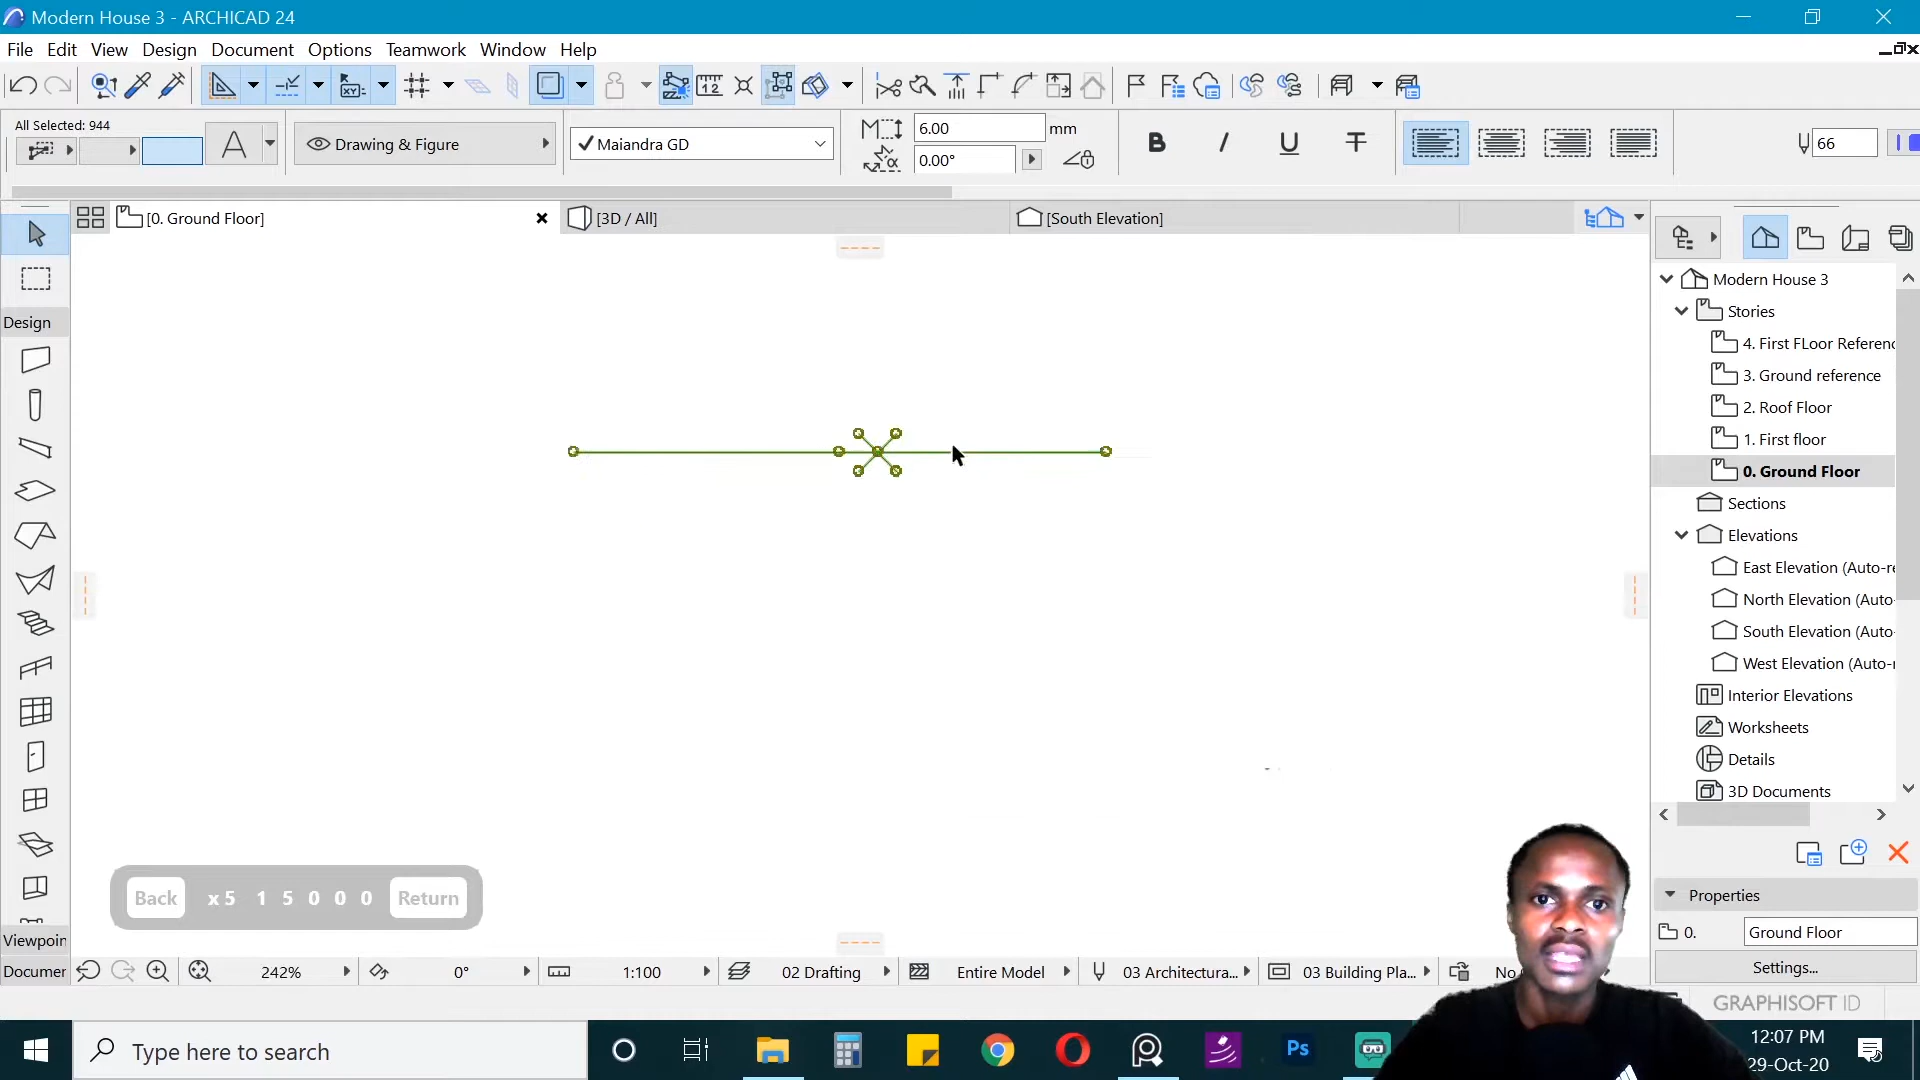 Modern House 3 - ARCHICAD 24
File Edit View Design Document Options Teamwork Window Help
All Selected: 944
Drawing & Figure
Maiandra GD
6.00 mm
0.00°
66
[0. Ground Floor]
[3D / All]
[South Elevation]
Design
Viewpoin
Documer
Modern House 3
Stories
4. First FLoor Referenc
3. Ground reference
2. Roof Floor
1. First floor
0. Ground Floor
Sections
Elevations
East Elevation (Auto-re
North Elevation (Auto-
South Elevation (Auto-
West Elevation (Auto-r
Interior Elevations
Worksheets
Details
3D Documents
Properties
0. Ground Floor
Settings...
GRAPHISOFT ID
Back x5 1 5 0 0 0 Return
242% 0° 1:100 02 Drafting Entire Model 03 Architectura... 03 Building Pla... No
Type here to search
Ps
12:07 PM
29-Oct-20